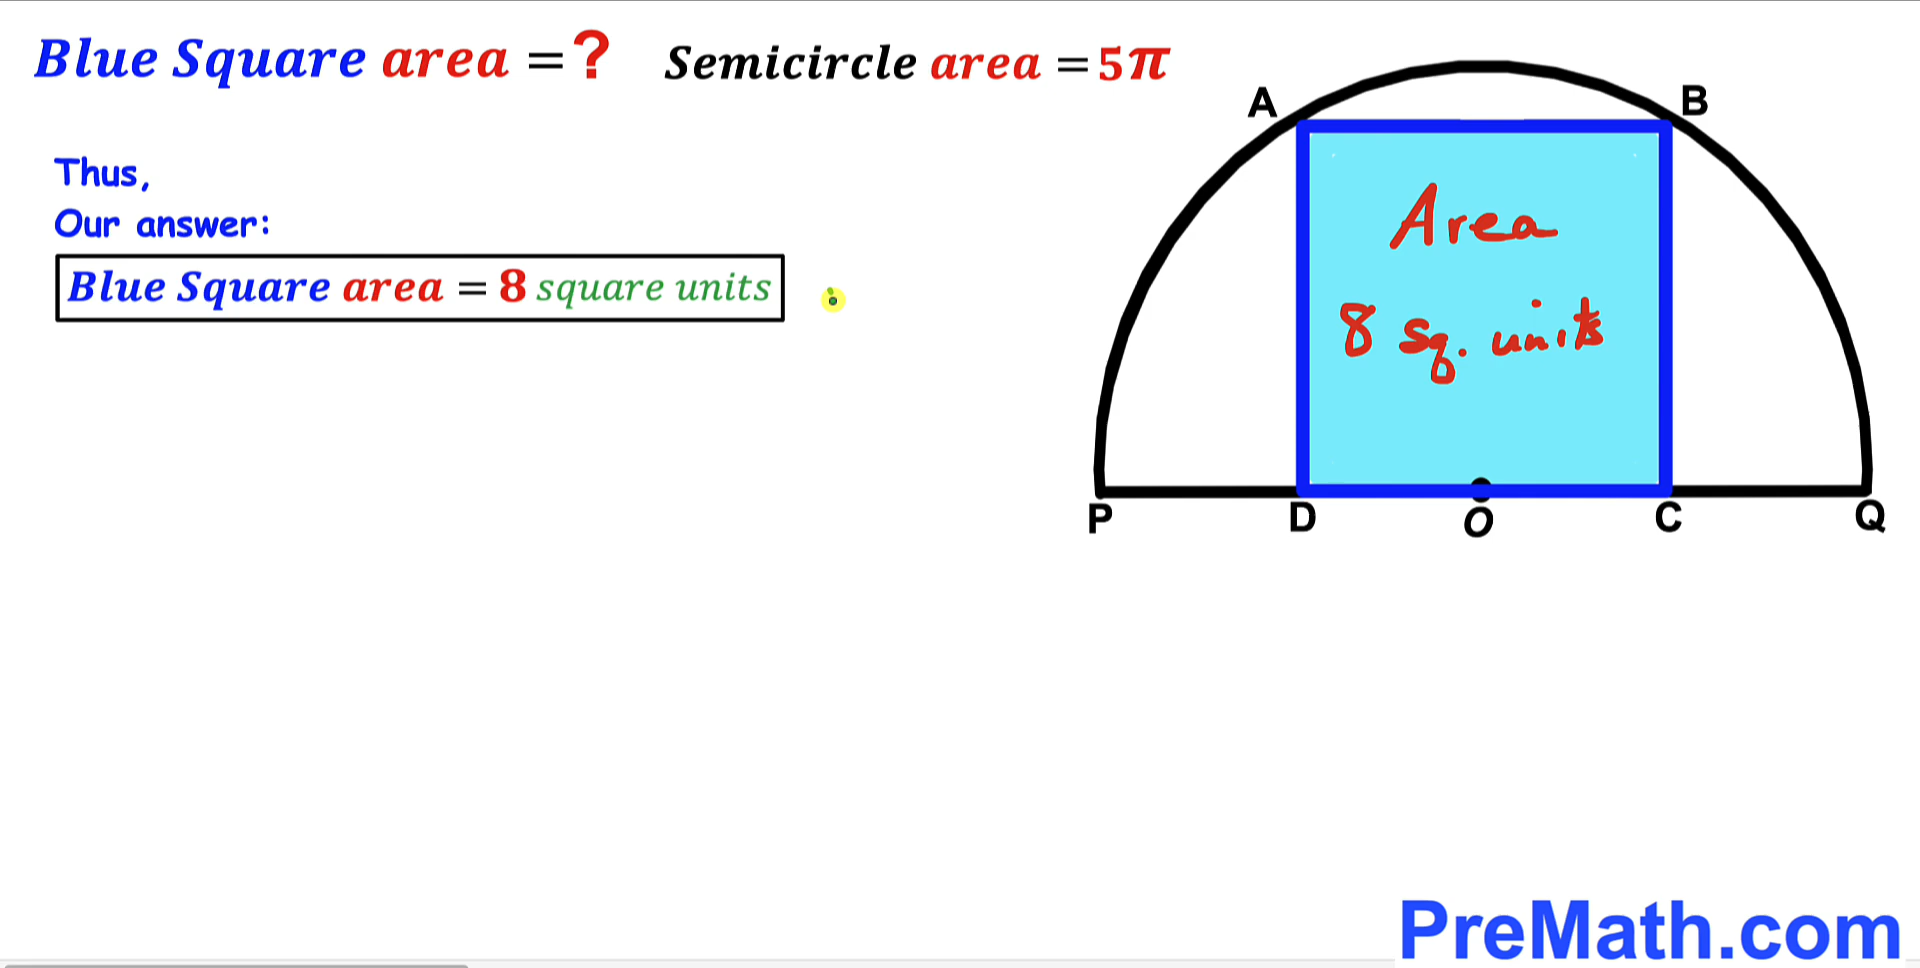 Blue Square area = ? Semicircle area = 5π
Thus,
Our answer:
Blue Square area = 8 square units
A
B
Area
8 sq. units
P
D
O
C
Q
PreMath.com